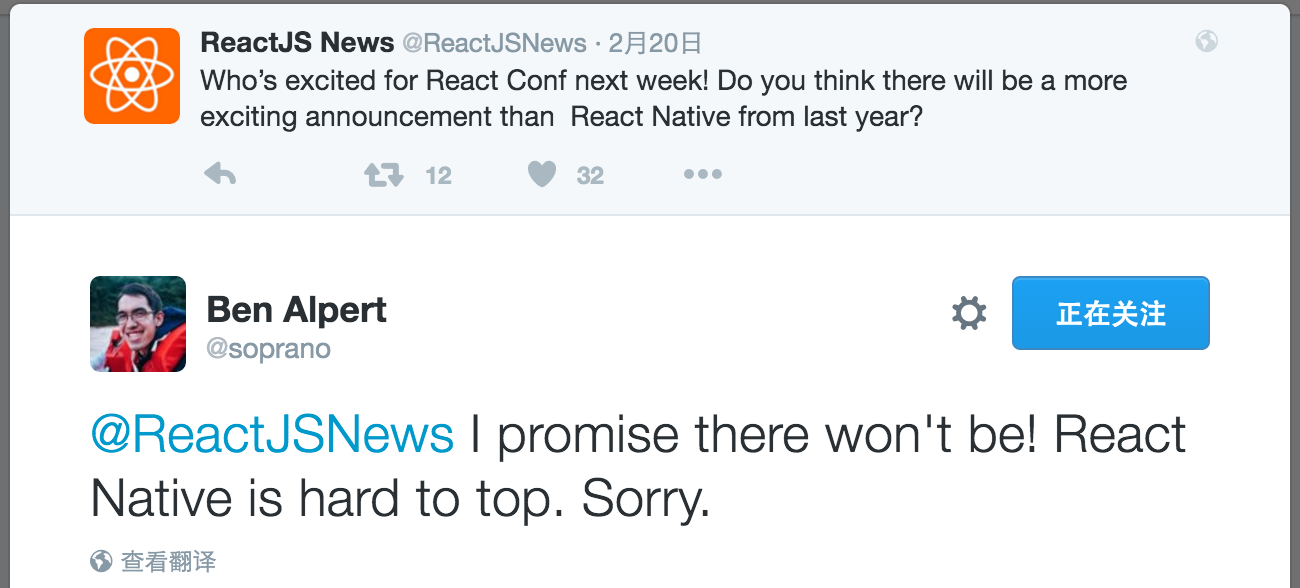 ReactJS News @ReactJSNews · 2月20日
Who's excited for React Conf next week! Do you think there will be a more
exciting announcement than  React Native from last year?
12 32
Ben Alpert
@soprano
正在关注
@ReactJSNews I promise there won't be! React
Native is hard to top. Sorry.
查看翻译